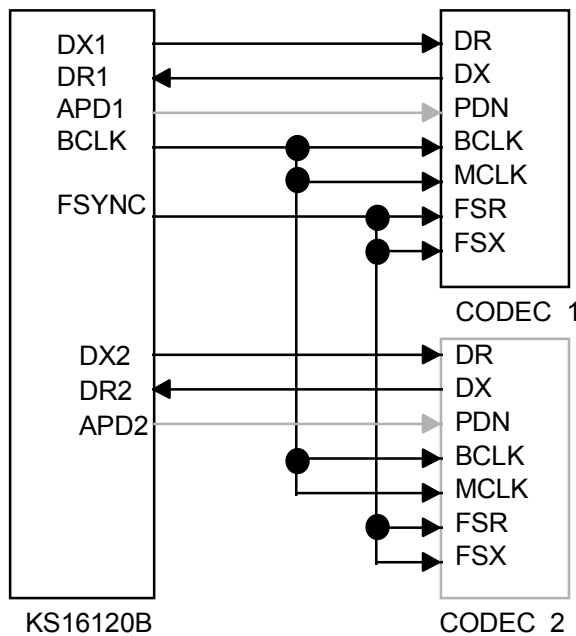 DX1
DR1
APD1
BCLK
FSYNC
DX2
DR2
APD2
KS16120B
DR
DX
PDN
BCLK
MCLK
FSR
FSX
CODEC 1
DR
DX
PDN
BCLK
MCLK
FSR
FSX
CODEC 2